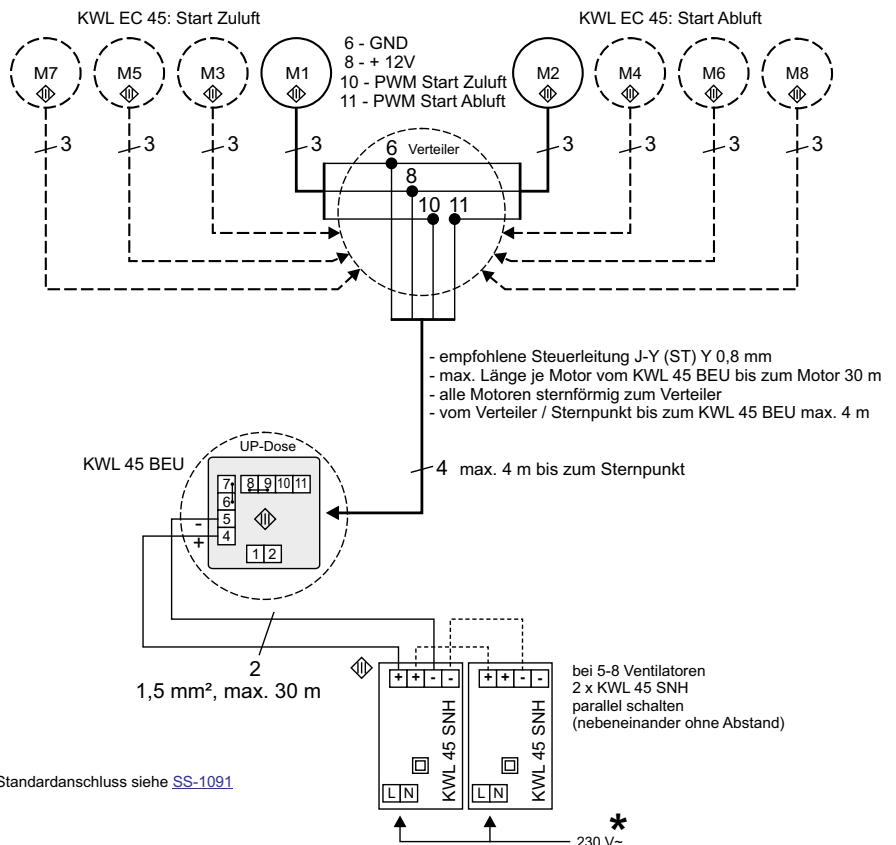 KWL EC 45: Start Zuluft
KWL EC 45: Start Abluft
6 - GND
8 - + 12V
10 - PWM Start Zuluft
11 - PWM Start Abluft
M7
M5
M3
M1
M2
M4
M6
M8
3
3
3
3
3
3
3
3
6
Verteiler
8
10
11
- empfohlene Steuerleitung J-Y (ST) Y 0,8 mm
- max. Länge je Motor vom KWL 45 BEU bis zum Motor 30 m
- alle Motoren sternförmig zum Verteiler
- vom Verteiler / Sternpunkt bis zum KWL 45 BEU max. 4 m
KWL 45 BEU
UP-Dose
4 max. 4 m bis zum Sternpunkt
7
8 9 10 11
6
5
4
-
+
1 2
2
1,5 mm², max. 30 m
+ + - -
+ + - -
KWL 45 SNH
KWL 45 SNH
bei 5-8 Ventilatoren
2 x KWL 45 SNH
parallel schalten
(nebeneinander ohne Abstand)
L N
L N
Standardanschluss siehe SS-1091
*
230 V~